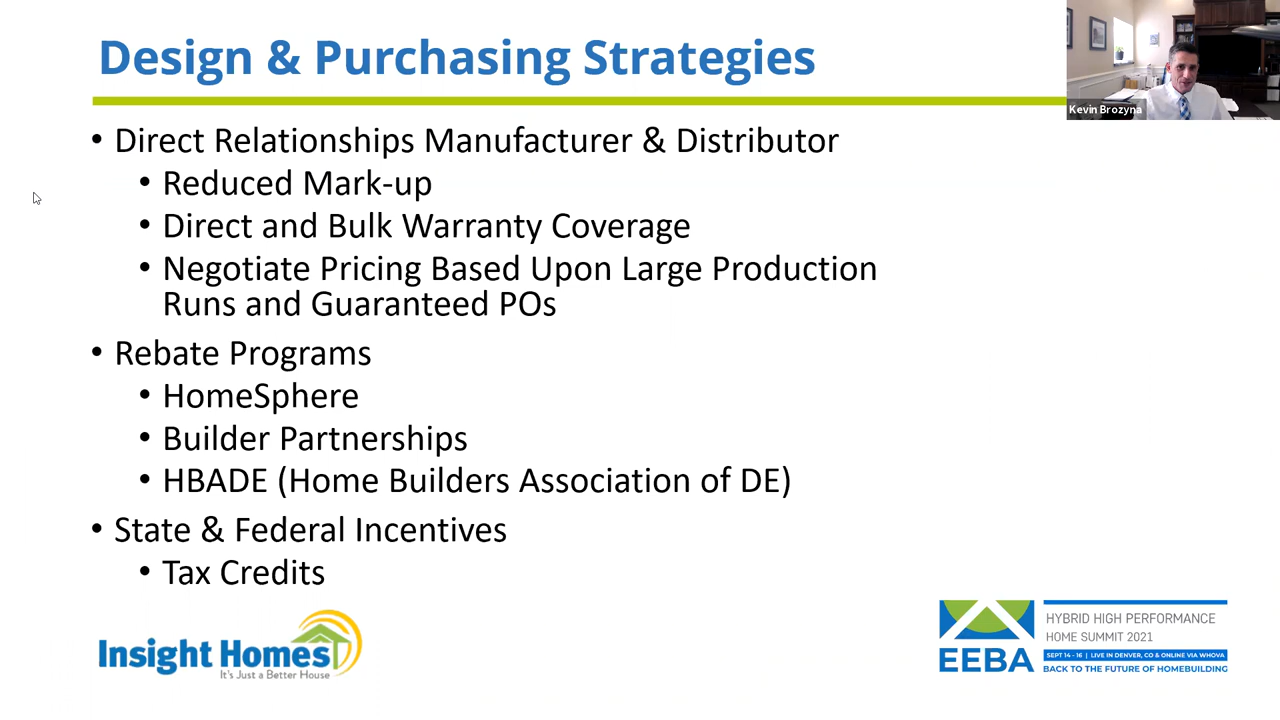 Design & Purchasing Strategies
Kevin Brozyna
• Direct Relationships Manufacturer & Distributor
• Reduced Mark-up
• Direct and Bulk Warranty Coverage
• Negotiate Pricing Based Upon Large Production
Runs and Guaranteed POs
• Rebate Programs
• HomeSphere
• Builder Partnerships
• HBADE (Home Builders Association of DE)
• State & Federal Incentives
• Tax Credits
Insight Homes
It's Just a Better House
EEBA
HYBRID HIGH PERFORMANCE
HOME SUMMIT 2021
SEPT 14 - 16 | LIVE IN DENVER, CO & ONLINE VIA WHOVA
BACK TO THE FUTURE OF HOMEBUILDING